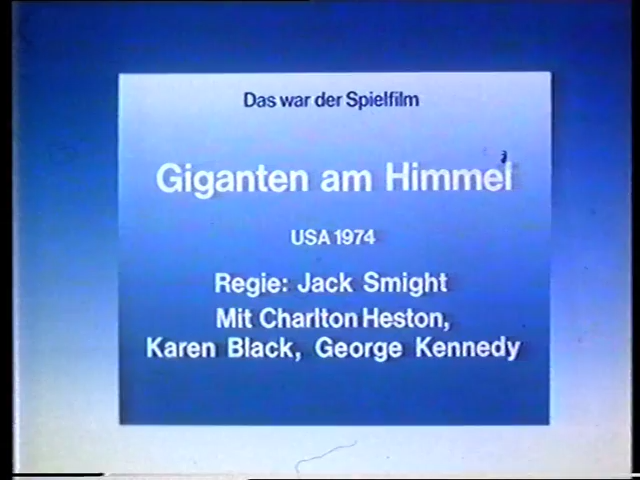 Das war der Spielfilm
Giganten am Himmel
USA 1974
Regie: Jack Smight
Mit Charlton Heston,
Karen Black, George Kennedy